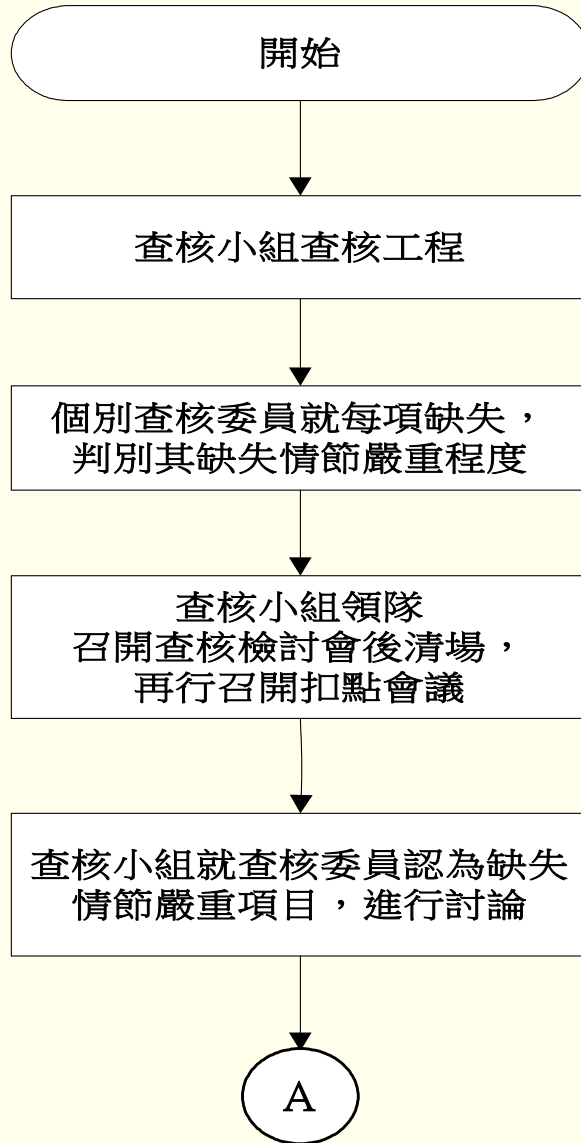 開始
查核小組查核工程
個別查核委員就每項缺失，
判別其缺失情節嚴重程度
查核小組領隊
召開查核檢討會後清場，
再行召開扣點會議
查核小組就查核委員認為缺失
情節嚴重項目，進行討論
A